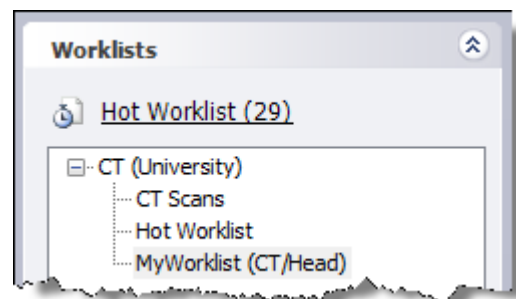 Worklists
Hot Worklist (29)
CT (University)
CT Scans
Hot Worklist
MyWorklist (CT/Head)